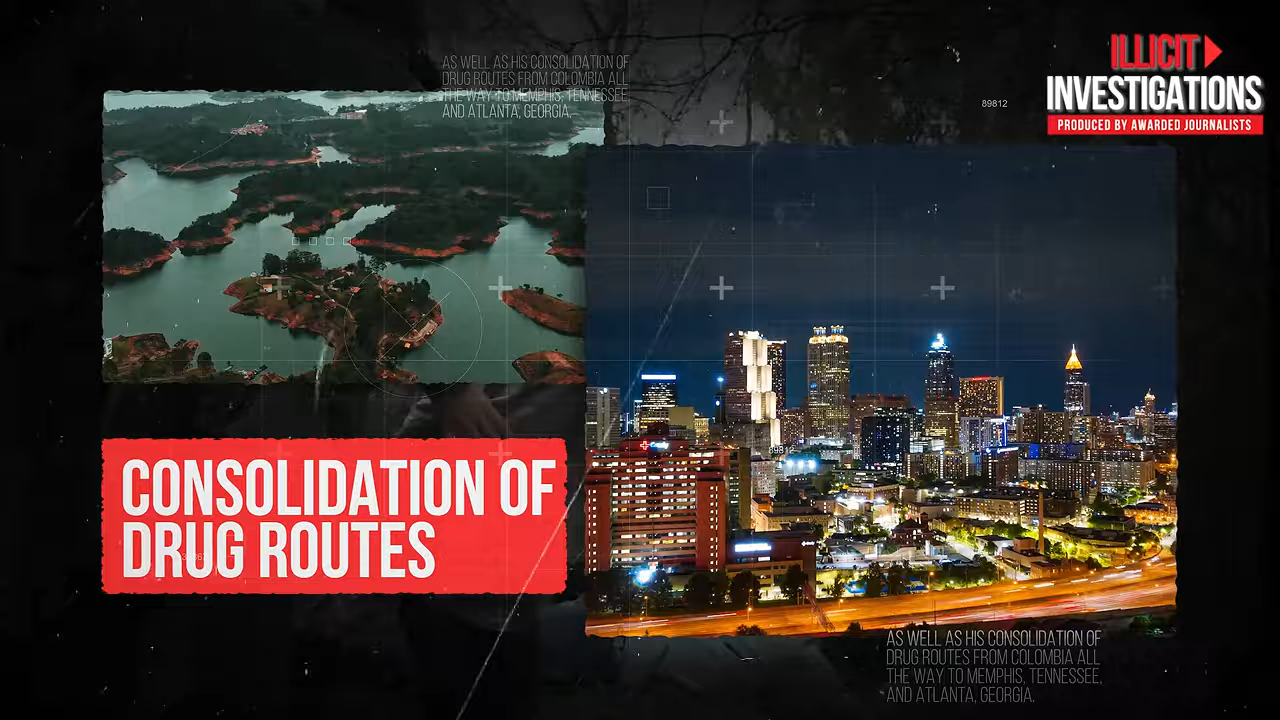 AS WELL AS HIS CONSOLIDATION OF
DRUG ROUTES FROM COLOMBIA ALL
THE WAY TO MEMPHIS, TENNESSEE,
AND ATLANTA, GEORGIA.
89812
ILLICIT
INVESTIGATIONS
PRODUCED BY AWARDED JOURNALISTS
89812
CONSOLIDATION OF
DRUG ROUTES
AS WELL AS HIS CONSOLIDATION OF
DRUG ROUTES FROM COLOMBIA ALL
THE WAY TO MEMPHIS, TENNESSEE,
AND ATLANTA, GEORGIA.